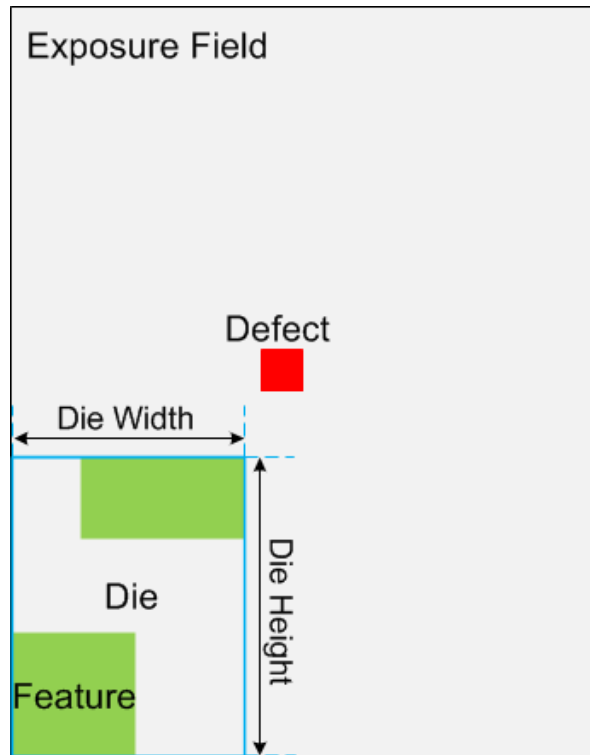 Exposure Field
Defect
Die Width
Die Height
Die
Feature